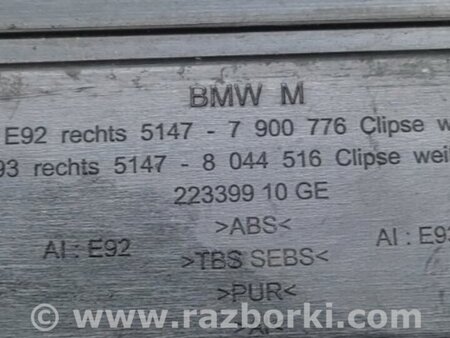 BMW M
E92 rechts 5147 - 7 900 776 Clipse w
93 rechts 5147 - 8 044 516 Clipse wei
223399 10 GE
>ABS<
AI : E92 >TBS SEBS< AI : E9
>PUR<
© www.razborki.com/